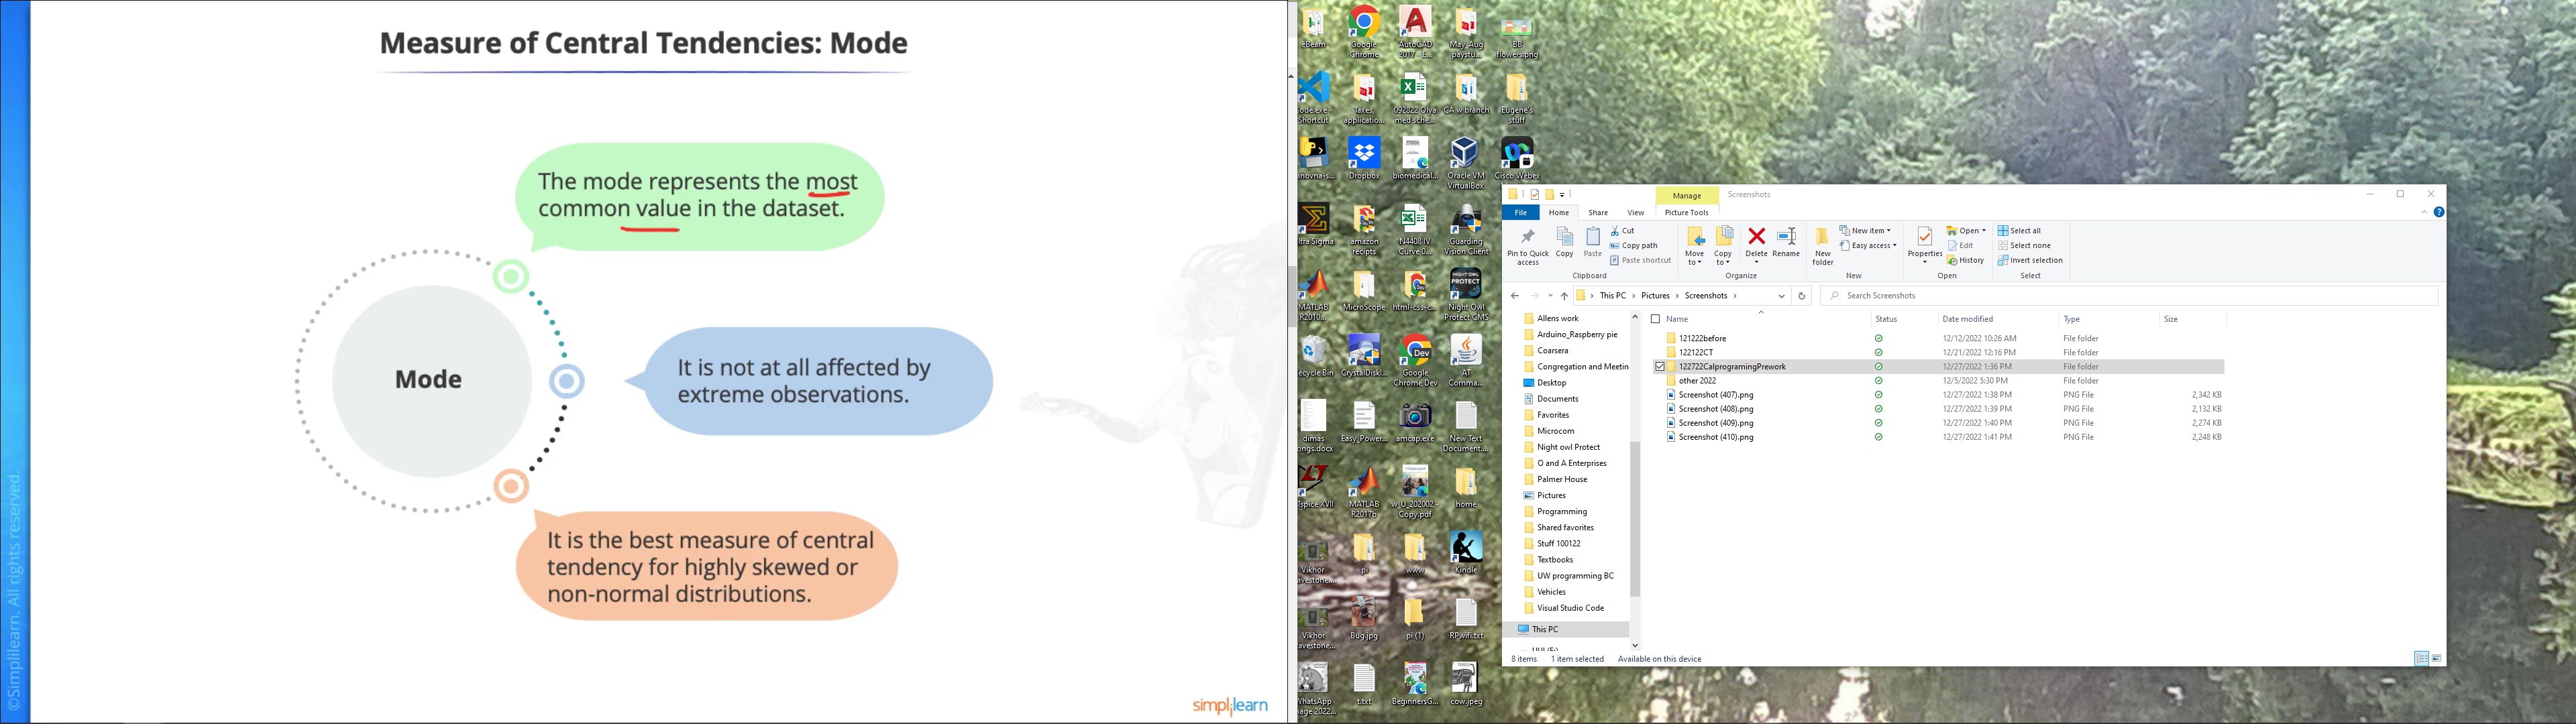 Measure of Central Tendencies: Mode
The mode represents the most
common value in the dataset.
Mode
It is not at all affected by
extreme observations.
It is the best measure of central
tendency for highly skewed or
non-normal distributions.
©Simplilearn. All rights reserved.
simplilearn
eBeam
Google
Chrome
AutoCAD
2017 - E...
May_Aug
paystu...
BB
flowers.png
Shortcut
Taxes,
applicatio...
092822 Olya
med sche...
CA w branch
Eugene's
stuff
Dropbox
biomedical...
Oracle VM
VirtualBox
Cisco Webex
ltra Sigma
amazon
recipts
N4408 IV
Curve 0...
Guarding
Vision Client
MATLAB
R2010...
MicroScope
html-css-c...
Night Owl
Protect GMS
ecycle Bin
CrystalDiskI...
Google
Chrome Dev
AT
Comma...
dimas
ongs.docx
Easy_Power...
amcap.exe
New Text
Document...
Tspice XVII
MATLAB
R2017b
w_U_202002 -
Copy.pdf
home
Vikhor
avestone...
pi
www
Kindle
Vikhor
avestone...
Bug.jpg
pi (1)
RPwifi.txt
WhatsApp
age 2022...
t.txt
BeginnersG...
cow.jpeg
Manage
Screenshots
File
Home
Share
View
Picture Tools
Pin to Quick
access
Copy
Paste
Cut
Copy path
Paste shortcut
Clipboard
Move
to
Copy
to
Delete
Rename
Organize
New
folder
New item
Easy access
New
Properties
Open
Edit
History
Open
Select all
Select none
Invert selection
Select
This PC
Pictures
Screenshots
Search Screenshots
Allens work
Arduino_Raspberry pie
Coarsera
Congregation and Meetin
Desktop
Documents
Favorites
Microcom
Night owl Protect
O and A Enterprises
Palmer House
Pictures
Programming
Shared favorites
Stuff 100122
Textbooks
UW programming BC
Vehicles
Visual Studio Code
This PC
Name Status Date modified Type Size
121222before 12/12/2022 10:26 AM File folder
122122CT 12/21/2022 12:16 PM File folder
122722CalprogramingPrework 12/27/2022 1:36 PM File folder
other 2022 12/5/2022 5:30 PM File folder
Screenshot (407).png 12/27/2022 1:38 PM PNG File 2,342 KB
Screenshot (408).png 12/27/2022 1:39 PM PNG File 2,132 KB
Screenshot (409).png 12/27/2022 1:40 PM PNG File 2,274 KB
Screenshot (410).png 12/27/2022 1:41 PM PNG File 2,248 KB
8 items 1 item selected Available on this device